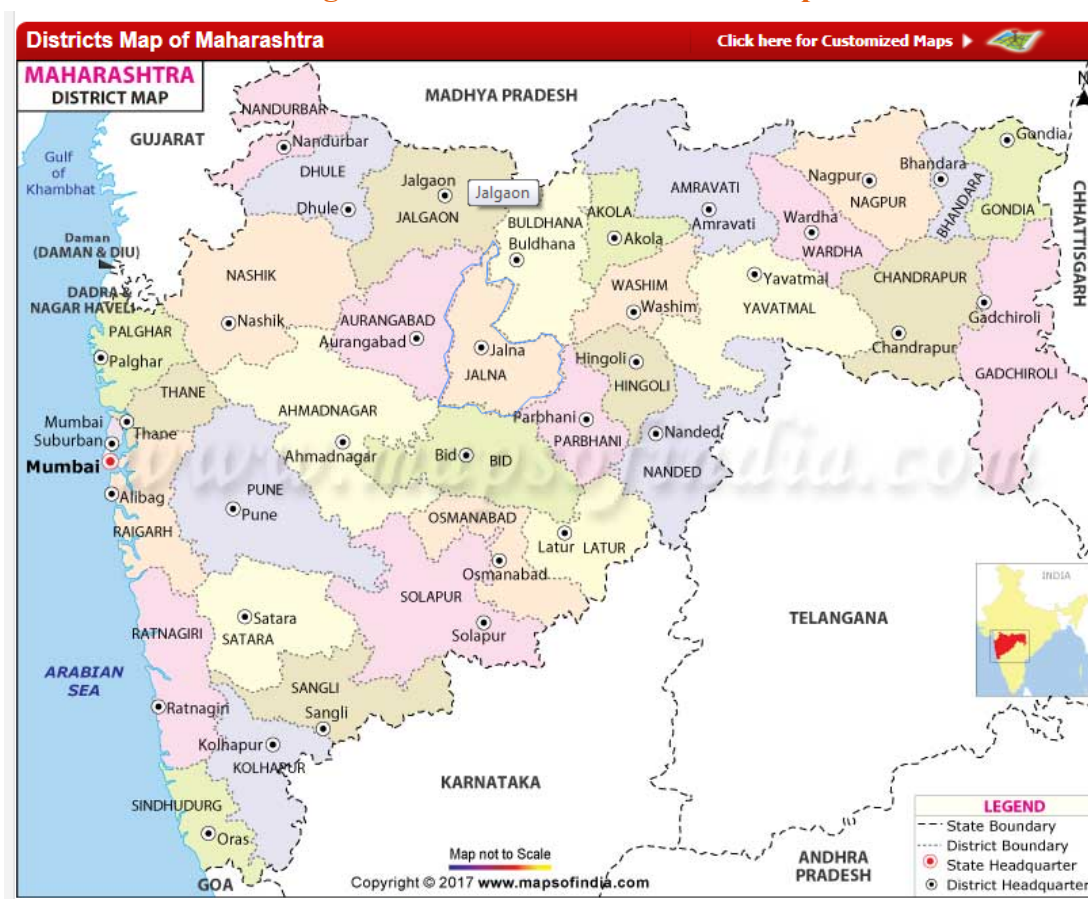 Districts Map of Maharashtra
Click here for Customized Maps
MAHARASHTRA
DISTRICT MAP
N
MADHYA PRADESH
GUJARAT
Gulf
of
Khambhat
NANDURBAR
Nandurbar
DHULE
Dhule
Jalgaon
JALGAON
Jalgaon
BULDHANA
Buldhana
AKOLA
Akola
AMRAVATI
Amravati
Wardha
WARDHA
Nagpur
NAGPUR
Bhandara
BHANDARA
Gondia
GONDIA
CHHATTISGARH
Daman
(DAMAN & DIU)
DADRA &
NAGAR HAVELI
NASHIK
Nashik
AURANGABAD
Aurangabad
Jalna
JALNA
WASHIM
Washim
Yavatmal
YAVATMAL
CHANDRAPUR
Chandrapur
Gadchiroli
GADCHIROLI
PALGHAR
Palghar
THANE
Thane
Mumbai
Suburban
Mumbai
AHMADNAGAR
Ahmadnagar
Hingoli
HINGOLI
Parbhani
PARBHANI
Nanded
NANDED
Bid
BID
www.mapsofindia.com
Alibag
RAIGARH
PUNE
Pune
OSMANABAD
Osmanabad
Latur
LATUR
SOLAPUR
Solapur
Satara
SATARA
RATNAGIRI
Ratnagiri
ARABIAN
SEA
SANGLI
Sangli
Kolhapur
KOLHAPUR
SINDHUDURG
Oras
GOA
KARNATAKA
TELANGANA
ANDHRA
PRADESH
INDIA
Map not to Scale
Copyright © 2017 www.mapsofindia.com
LEGEND
State Boundary
District Boundary
State Headquarter
District Headquarter